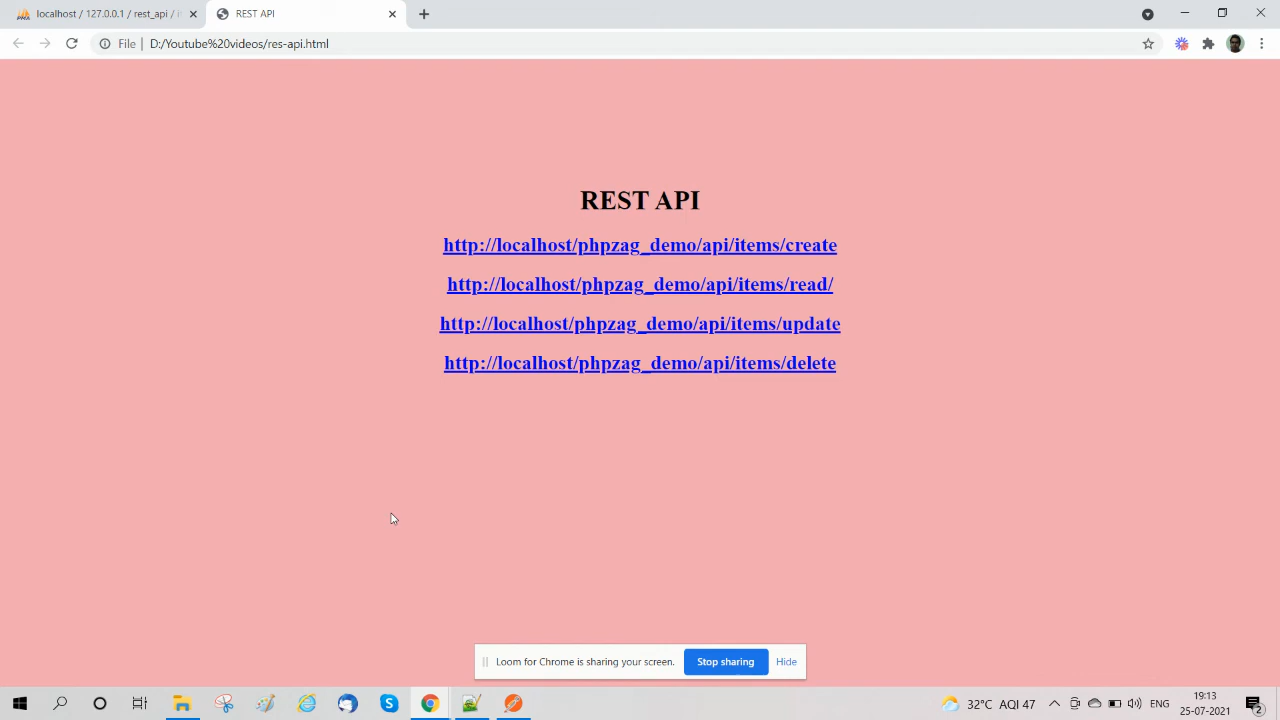 localhost / 127.0.0.1 / rest_api / i
REST API
File
D:/Youtube%20videos/res-api.html
REST API
http://localhost/phpzag_demo/api/items/create
http://localhost/phpzag_demo/api/items/read/
http://localhost/phpzag_demo/api/items/update
http://localhost/phpzag_demo/api/items/delete
Loom for Chrome is sharing your screen.
Stop sharing
Hide
32°C AQI 47
ENG
19:13
25-07-2021
2